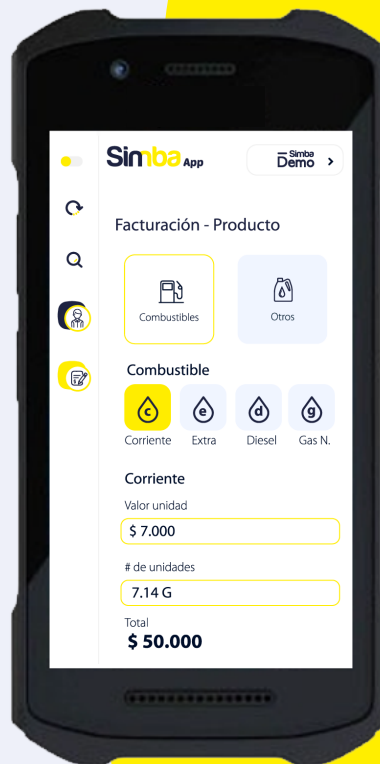 Simba App
Simba
Demo >
Facturación - Producto
Combustibles
Otros
Combustible
c e d g
Corriente Extra Diesel Gas N.
Corriente
Valor unidad
$ 7.000
# de unidades
7.14 G
Total
$ 50.000